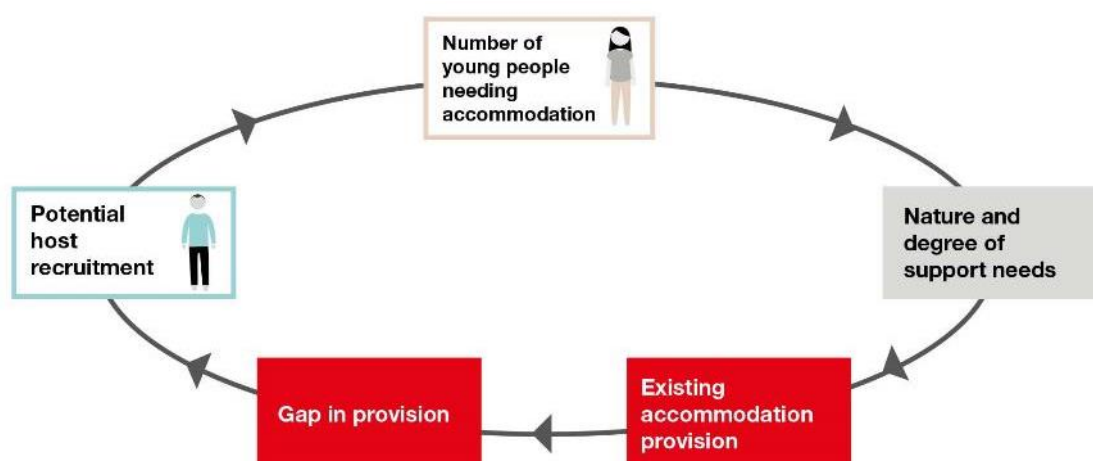 Number of
young people
needing
accommodation
Nature and
degree of
support needs
Existing
accommodation
provision
Gap in provision
Potential
host
recruitment